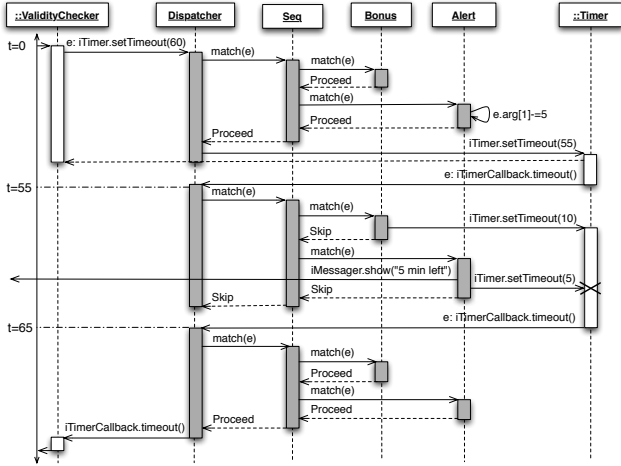 ::ValidityChecker Dispatcher Seq Bonus Alert ::Timer
t=0
e: iTimer.setTimeout(60)
match(e)
match(e)
Proceed
match(e)
e.arg[1]-=5
Proceed
Proceed
iTimer.setTimeout(55)
e: iTimerCallback.timeout()
t=55
match(e)
match(e)
iTimer.setTimeout(10)
Skip
match(e)
iMessager.show("5 min left")
iTimer.setTimeout(5)
Skip
Skip
e: iTimerCallback.timeout()
t=65
match(e)
match(e)
Proceed
match(e)
Proceed
Proceed
iTimerCallback.timeout()